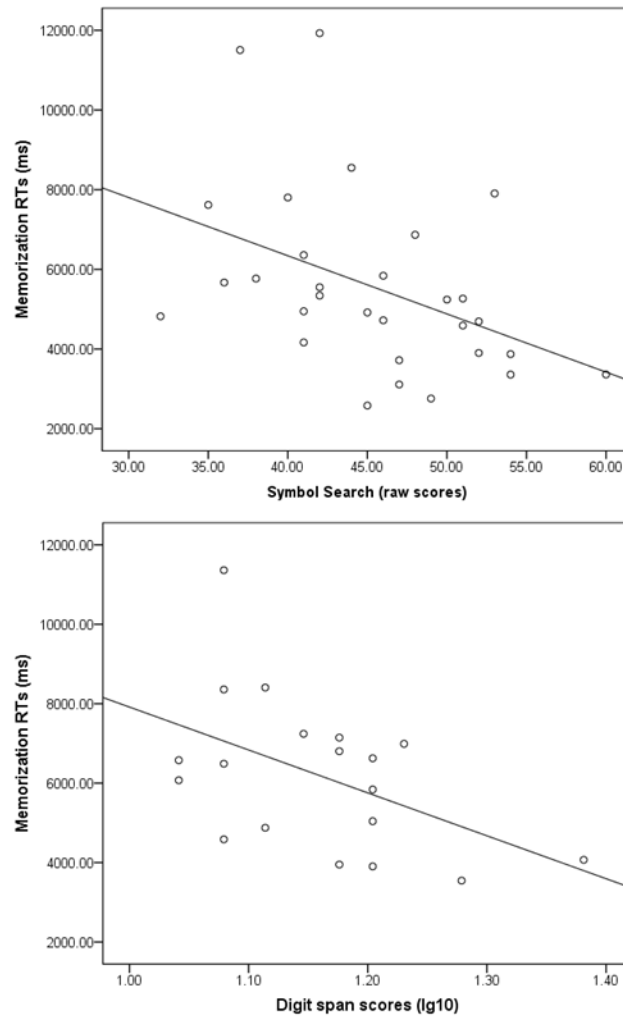 12000.00
10000.00
8000.00
6000.00
4000.00
2000.00
Memorization RTs (ms)
30.00 35.00 40.00 45.00 50.00 55.00 60.00
Symbol Search (raw scores)
12000.00
10000.00
8000.00
6000.00
4000.00
2000.00
Memorization RTs (ms)
1.00 1.10 1.20 1.30 1.40
Digit span scores (lg10)